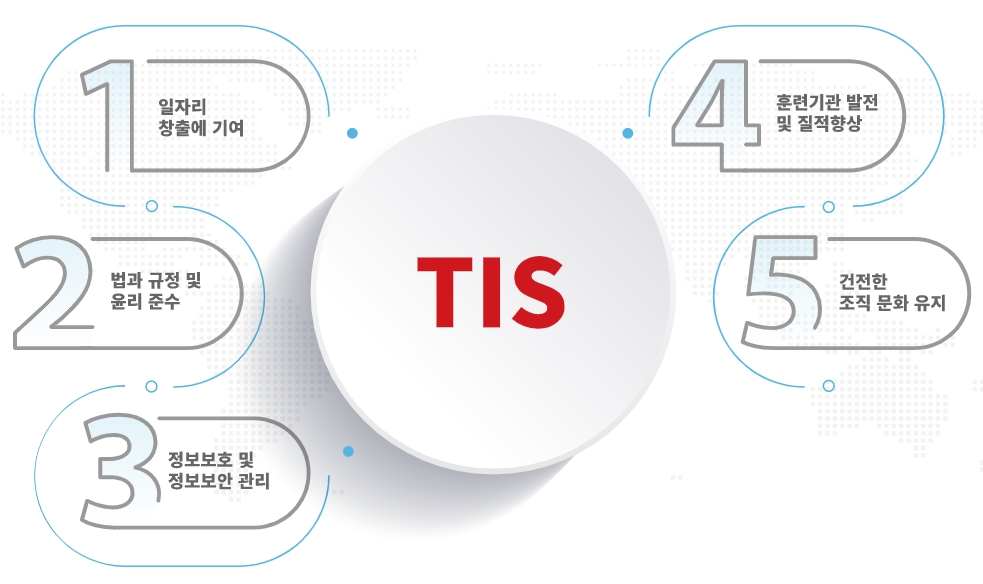 1
일자리
창출에 기여
2
법과 규정 및
윤리 준수
3
정보보호 및
정보보안 관리
TIS
4
훈련기관 발전
및 질적향상
5
건전한
조직 문화 유지